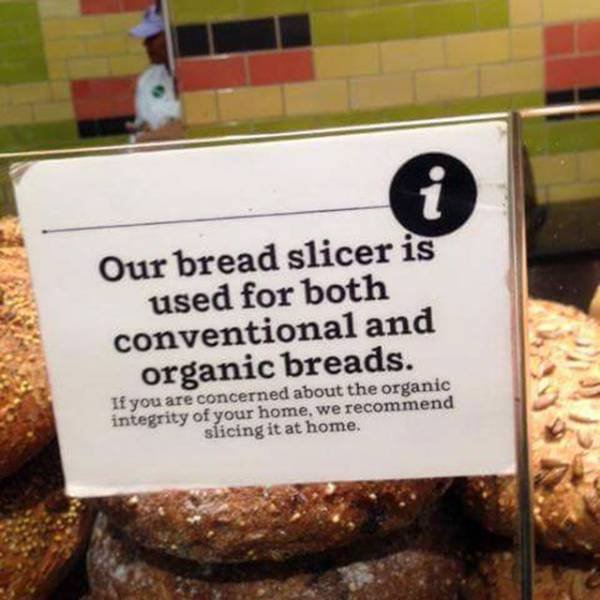 i
Our bread slicer is
used for both
conventional and
organic breads.
If you are concerned about the organic
integrity of your home, we recommend
slicing it at home.